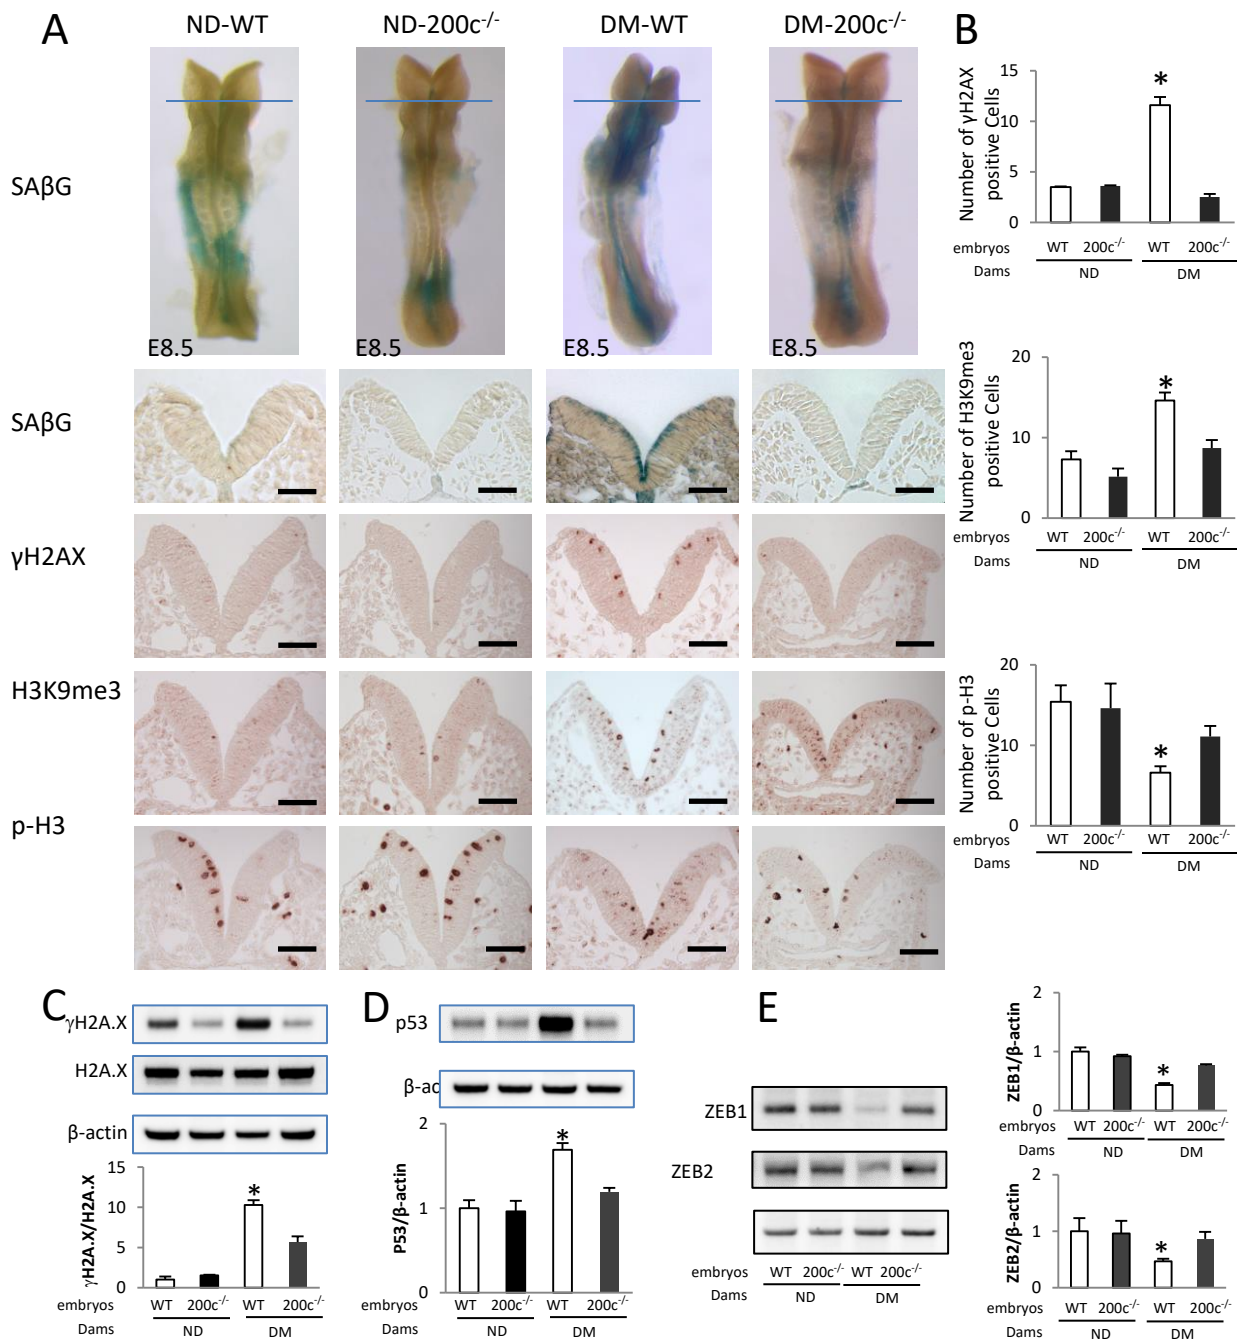 A
ND-WT
ND-200c-/-
DM-WT
DM-200c-/-
SAβG
E8.5
E8.5
E8.5
E8.5
SAβG
γH2AX
H3K9me3
p-H3
B
Number of γH2AX
positive Cells
15
10
5
0
embryos WT 200c-/- WT 200c-/-
Dams ND DM
Number of H3K9me3
positive Cells
20
10
0
*
*
embryos WT 200c-/- WT 200c-/-
Dams ND DM
Number of p-H3
positive Cells
20
10
0
*
embryos WT 200c-/- WT 200c-/-
Dams ND DM
C
γH2A.X
H2A.X
β-actin
γH2A.X/H2A.X
15
10
5
0
*
embryos WT 200c-/- WT 200c-/-
Dams ND DM
D
p53
β-ac
P53/β-actin
2
1
0
*
embryos WT 200c-/- WT 200c-/-
Dams ND DM
E
ZEB1
ZEB2
embryos WT 200c-/- WT 200c-/-
Dams ND DM
ZEB1/β-actin
2
1
0
*
embryos WT 200c-/- WT 200c-/-
Dams ND DM
ZEB2/β-actin
2
1
0
*
embryos WT 200c-/- WT 200c-/-
Dams ND DM